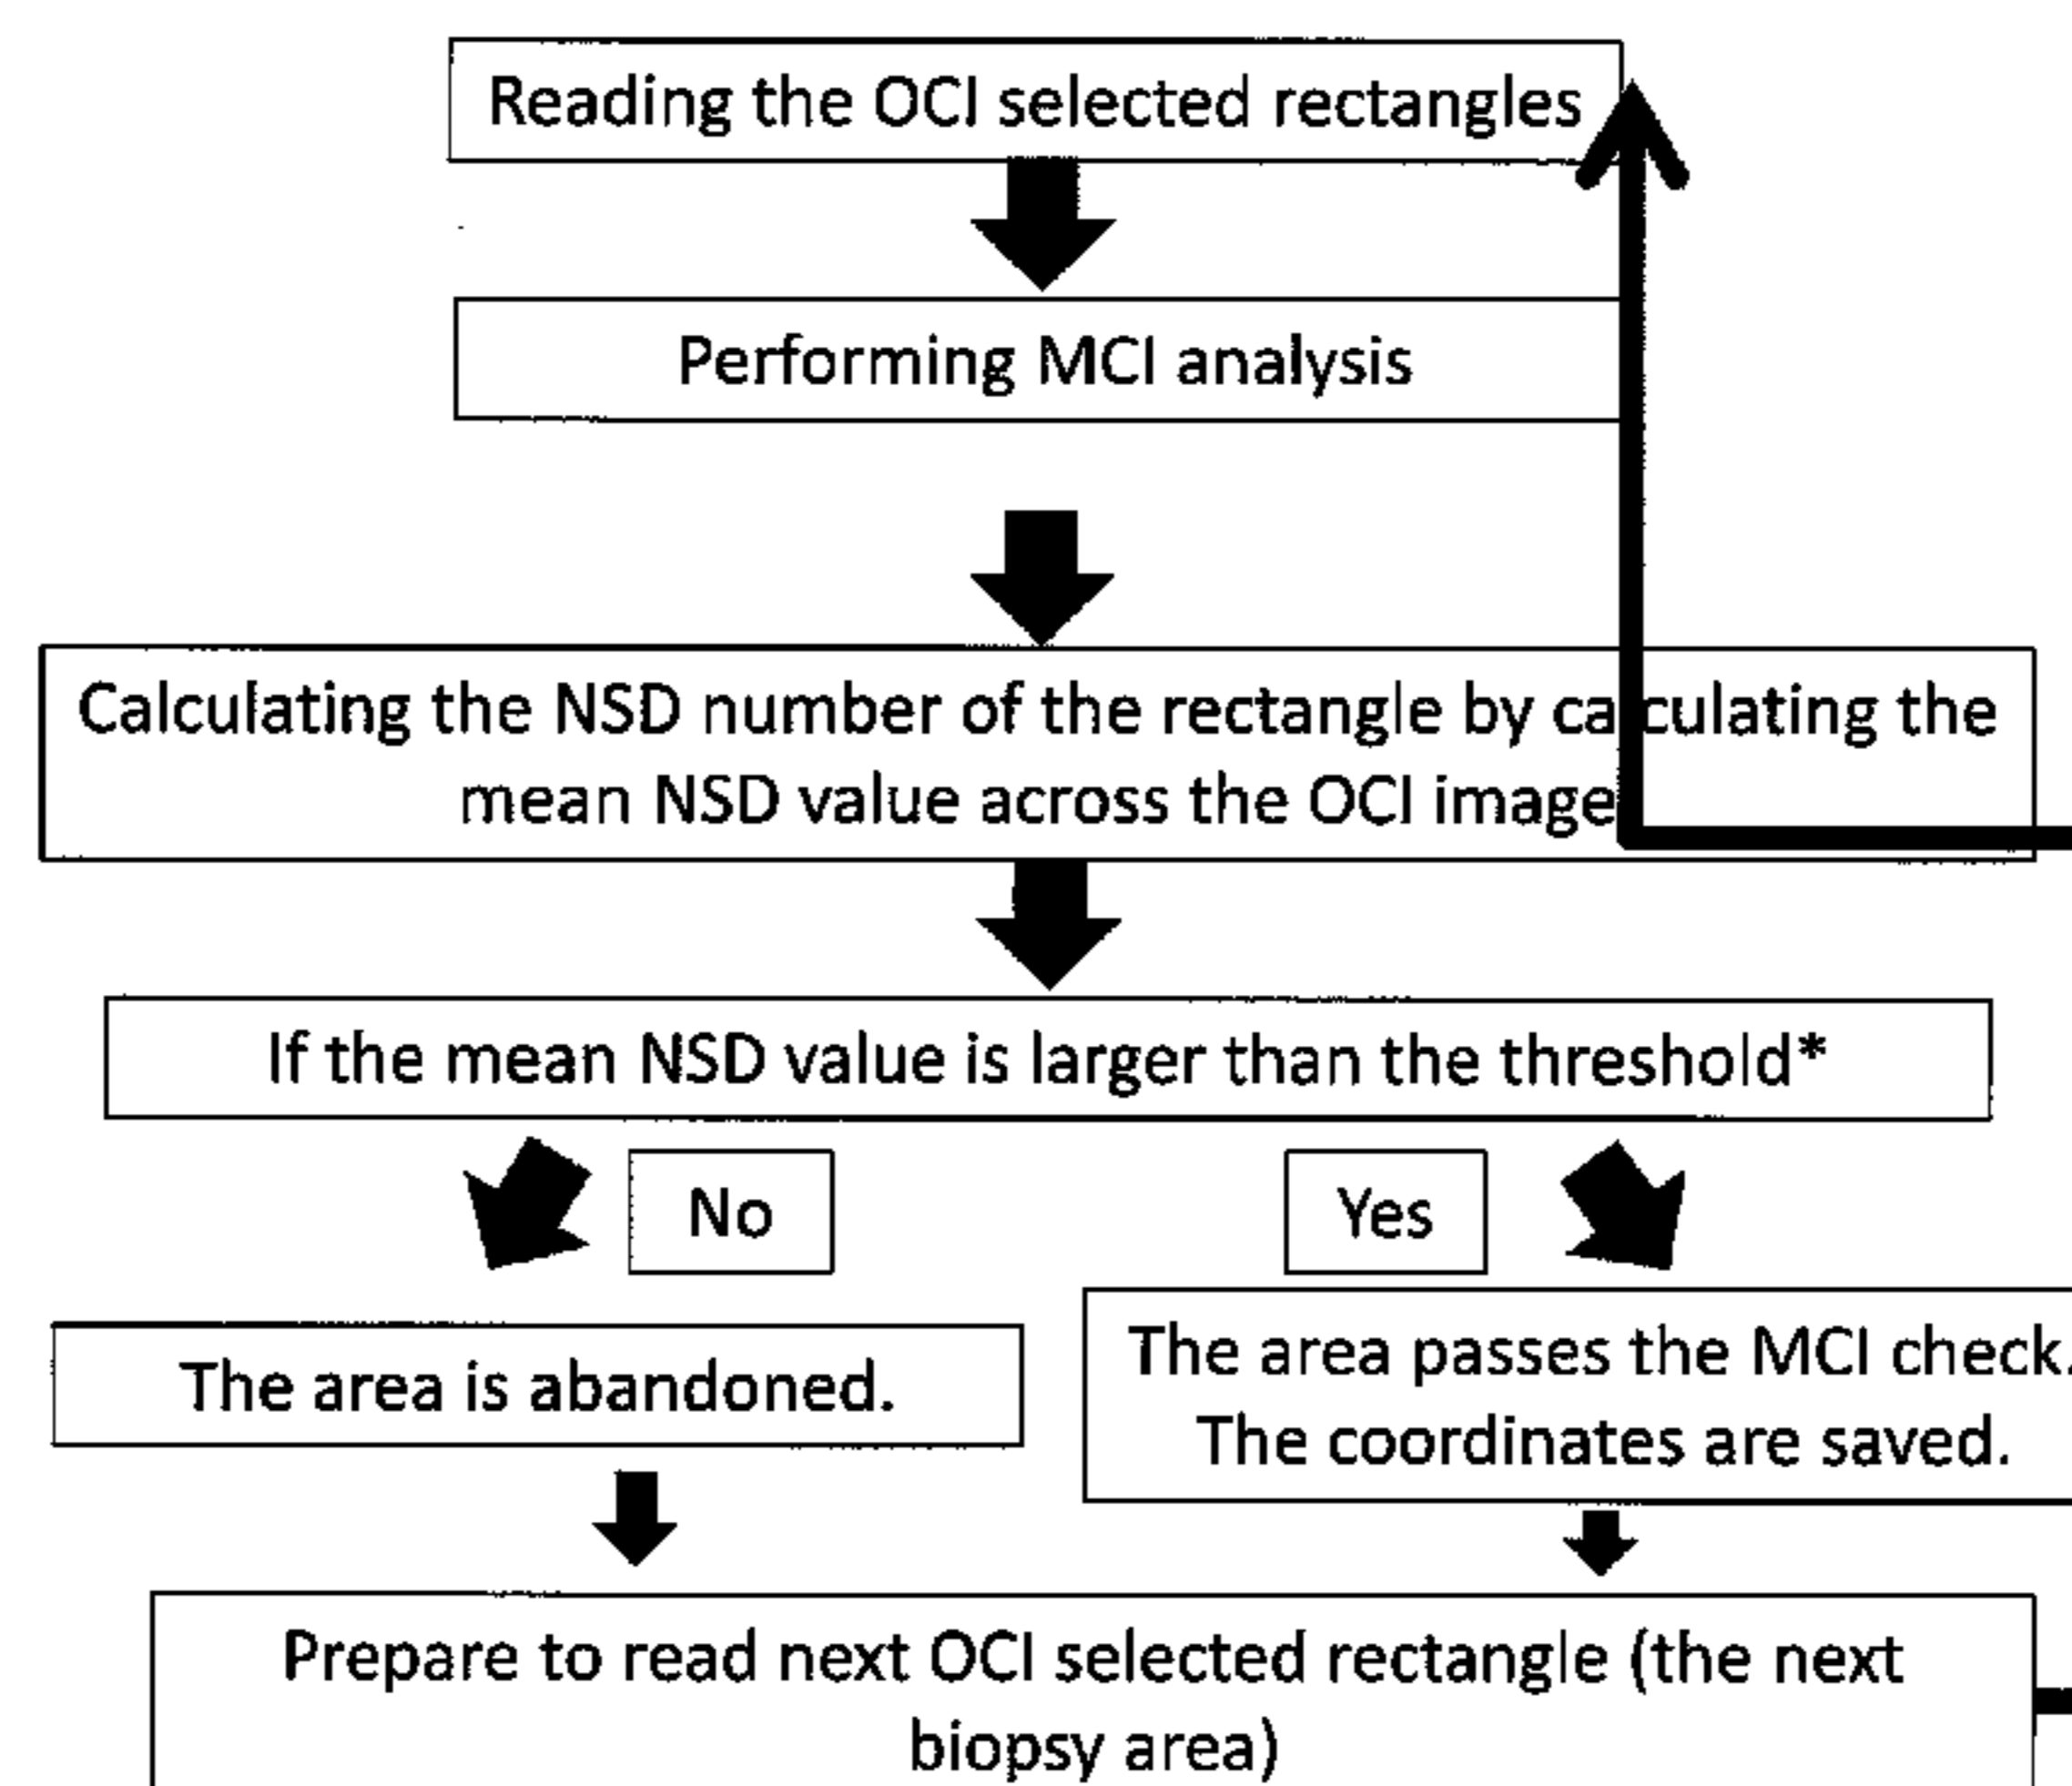 Reading the OCI selected rectangles
Performing MCI analysis
Calculating the NSD number of the rectangle by calculating the
mean NSD value across the OCI image
If the mean NSD value is larger than the threshold*
No
Yes
The area is abandoned.
The area passes the MCI check.
The coordinates are saved.
Prepare to read next OCI selected rectangle (the next
biopsy area)